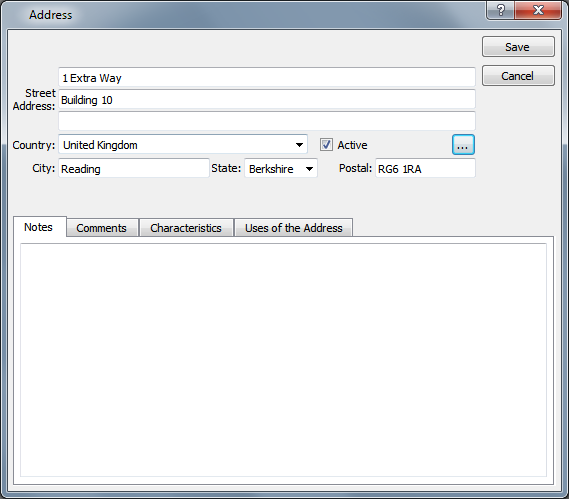 Address
?
Save
1 Extra Way
Cancel
Street Address:
Building 10
Country: United Kingdom Active ...
City: Reading State: Berkshire Postal: RG6 1RA
Notes Comments Characteristics Uses of the Address